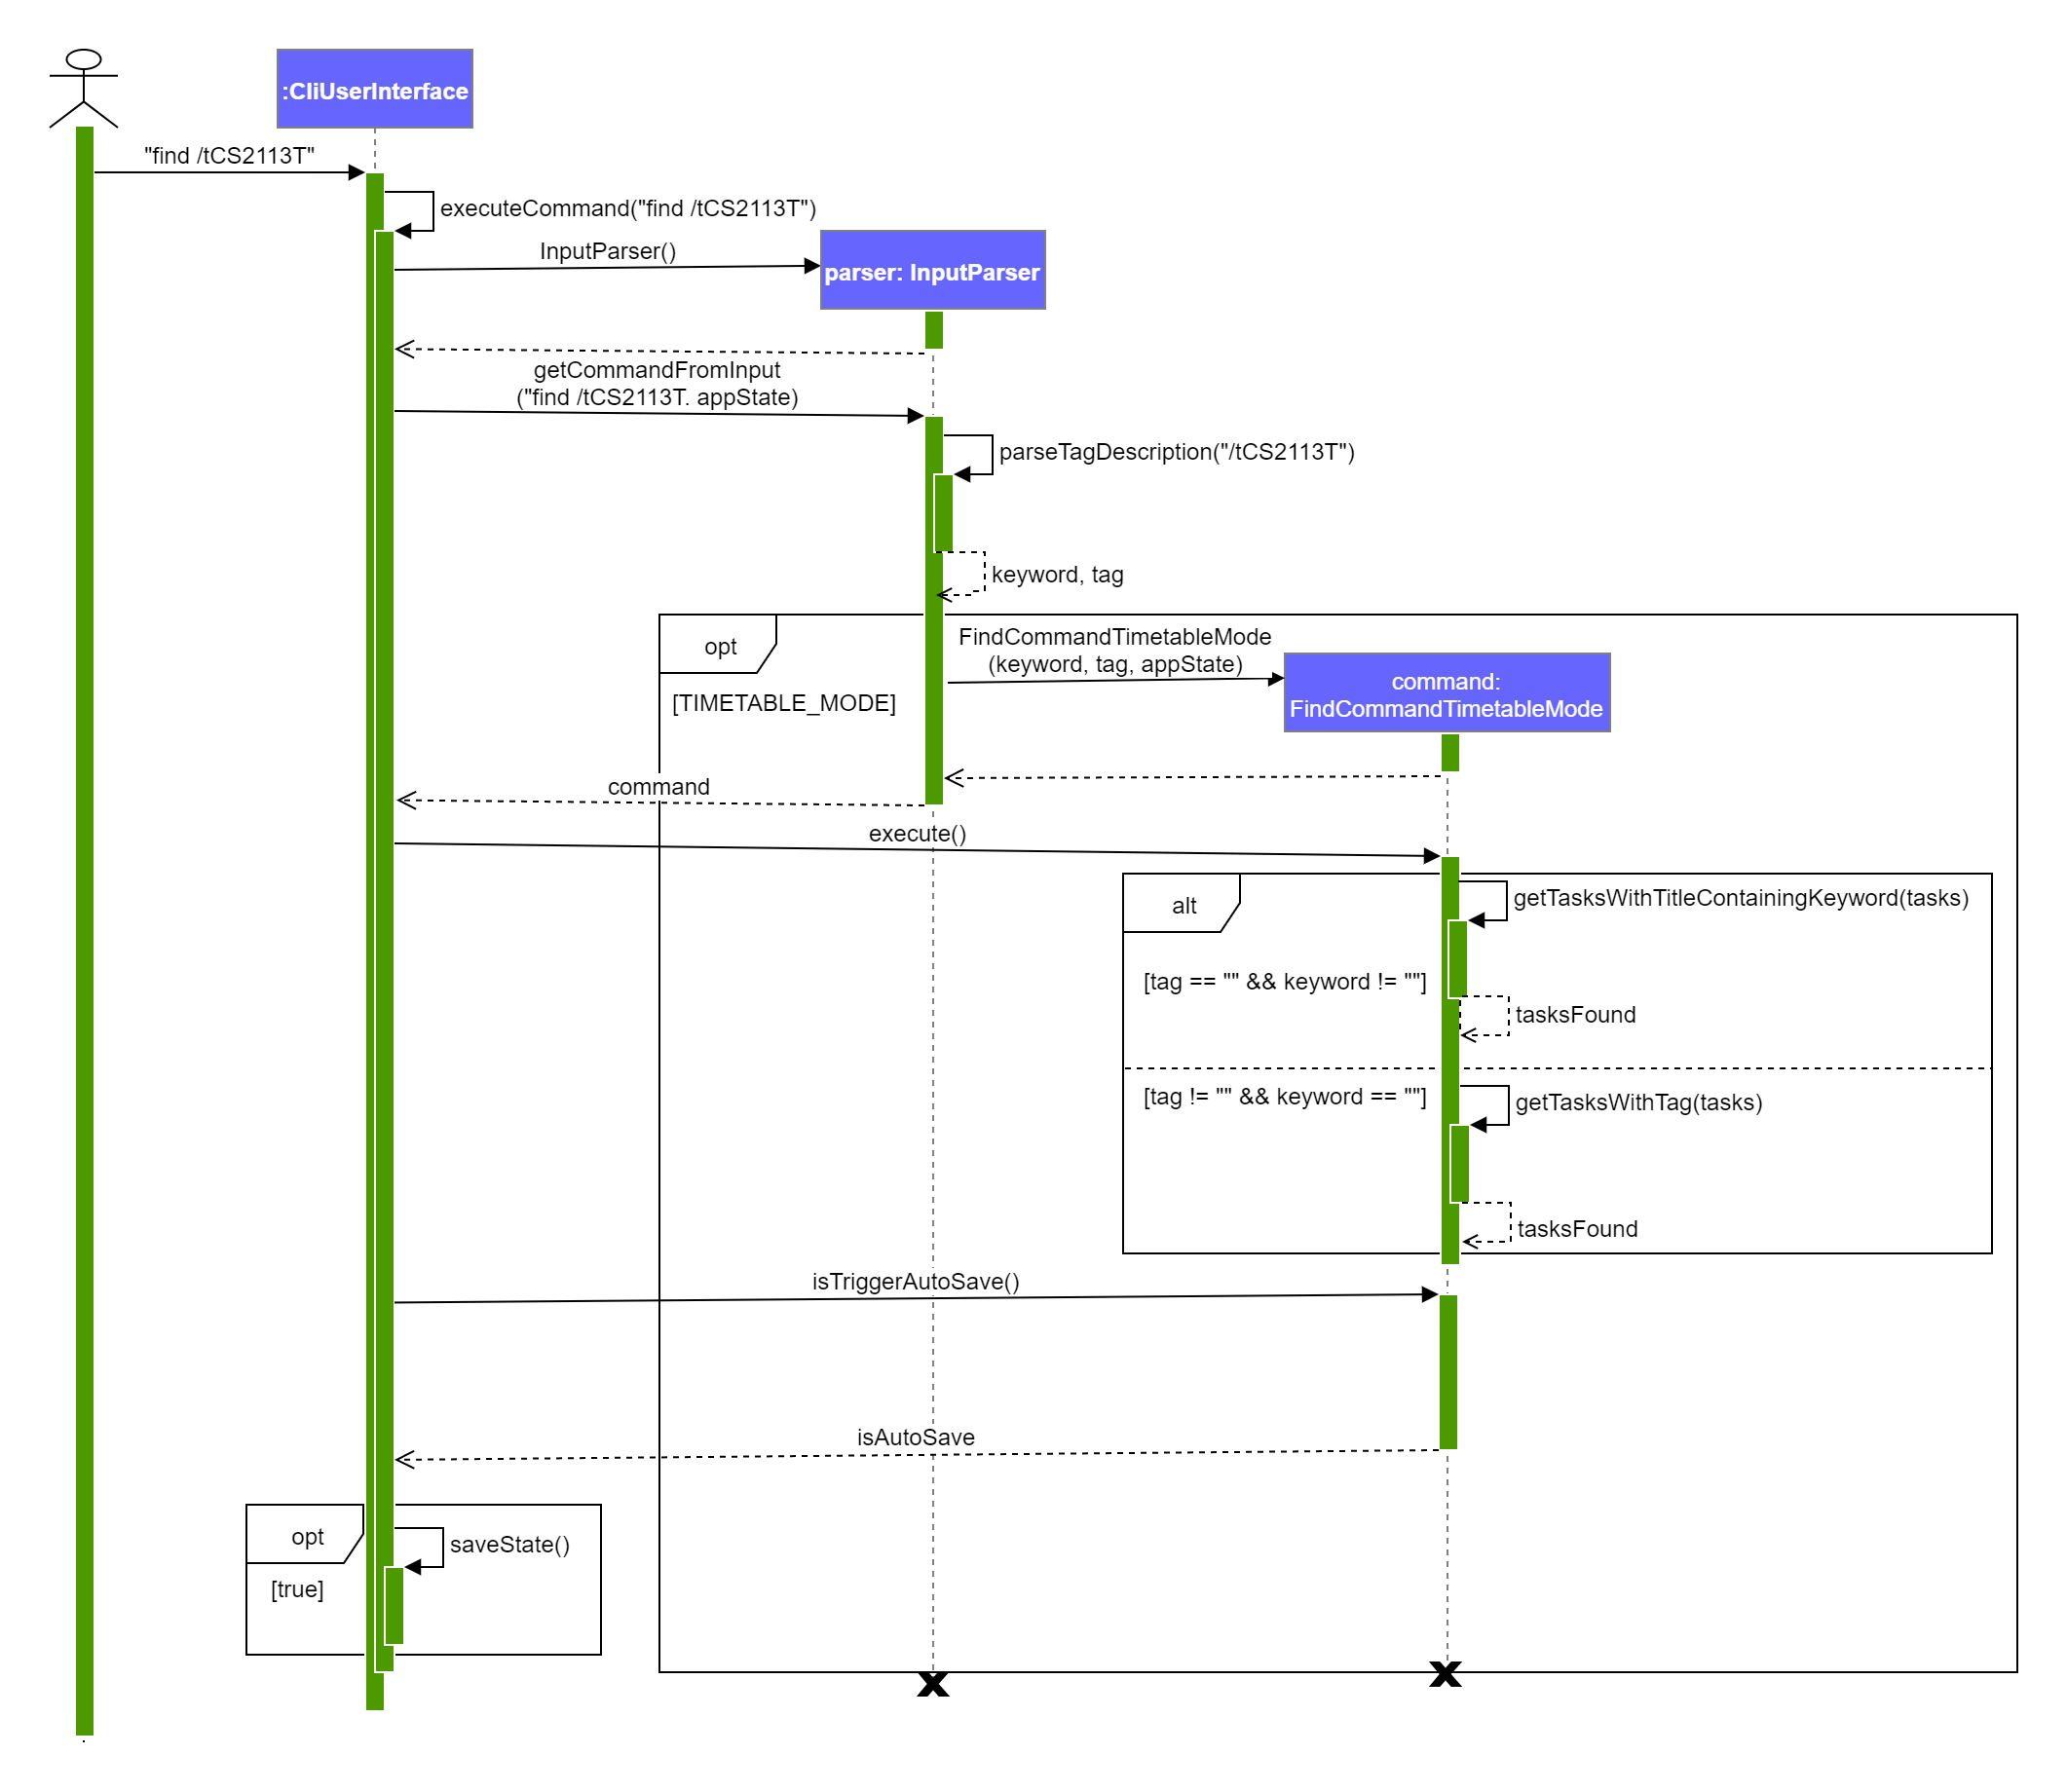 :CliUserInterface
"find /tCS2113T"
executeCommand("find /tCS2113T")
InputParser()
parser: InputParser
getCommandFromInput
("find /tCS2113T. appState)
parseTagDescription("/tCS2113T")
keyword, tag
opt
[TIMETABLE_MODE]
FindCommandTimetableMode
(keyword, tag, appState)
command:
FindCommandTimetableMode
command
execute()
alt
getTasksWithTitleContainingKeyword(tasks)
[tag == "" && keyword != ""]
tasksFound
[tag != "" && keyword == ""]
getTasksWithTag(tasks)
tasksFound
isTriggerAutoSave()
isAutoSave
opt
saveState()
[true]